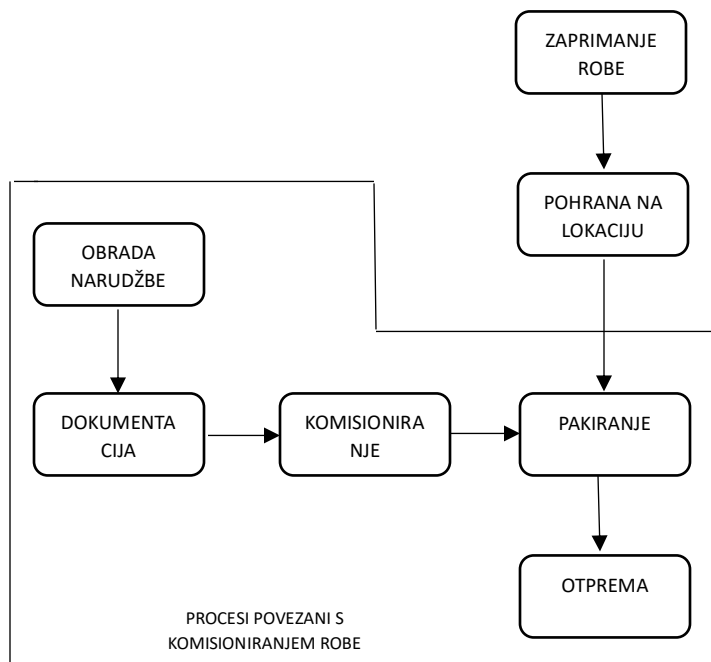 ZAPRIMANJE
ROBE
POHRANA NA
LOKACIJU
OBRADA
NARUDŽBE
DOKUMENTA
CIJA
KOMISIONIRA
NJE
PAKIRANJE
OTPREMA
PROCESI POVEZANI S
KOMISIONIRANJEM ROBE